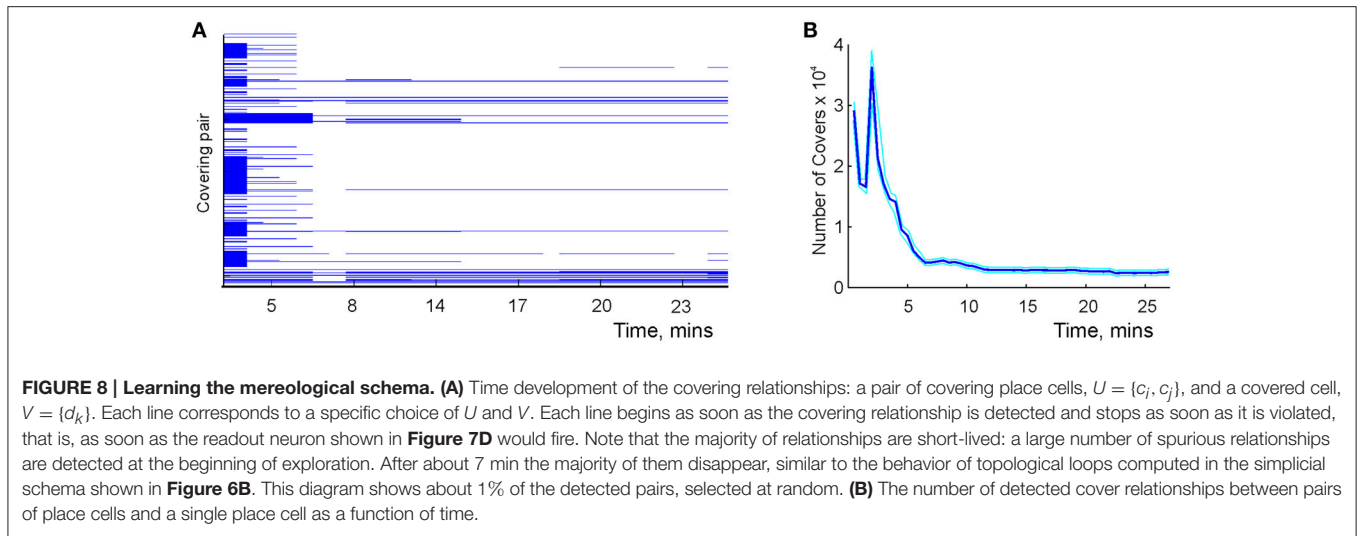 A
Covering pair
5 8 14 17 20 23
Time, mins
B
Number of Covers x 10⁴
4
3
2
1
0
5 10 15 20 25
Time, mins
FIGURE 8 | Learning the mereological schema. (A) Time development of the covering relationships: a pair of covering place cells, U = {cᵢ, cⱼ}, and a covered cell,
V = {dₖ}. Each line corresponds to a specific choice of U and V. Each line begins as soon as the covering relationship is detected and stops as soon as it is violated,
that is, as soon as the readout neuron shown in Figure 7D would fire. Note that the majority of relationships are short-lived: a large number of spurious relationships
are detected at the beginning of exploration. After about 7 min the majority of them disappear, similar to the behavior of topological loops computed in the simplicial
schema shown in Figure 6B. This diagram shows about 1% of the detected pairs, selected at random. (B) The number of detected cover relationships between pairs
of place cells and a single place cell as a function of time.